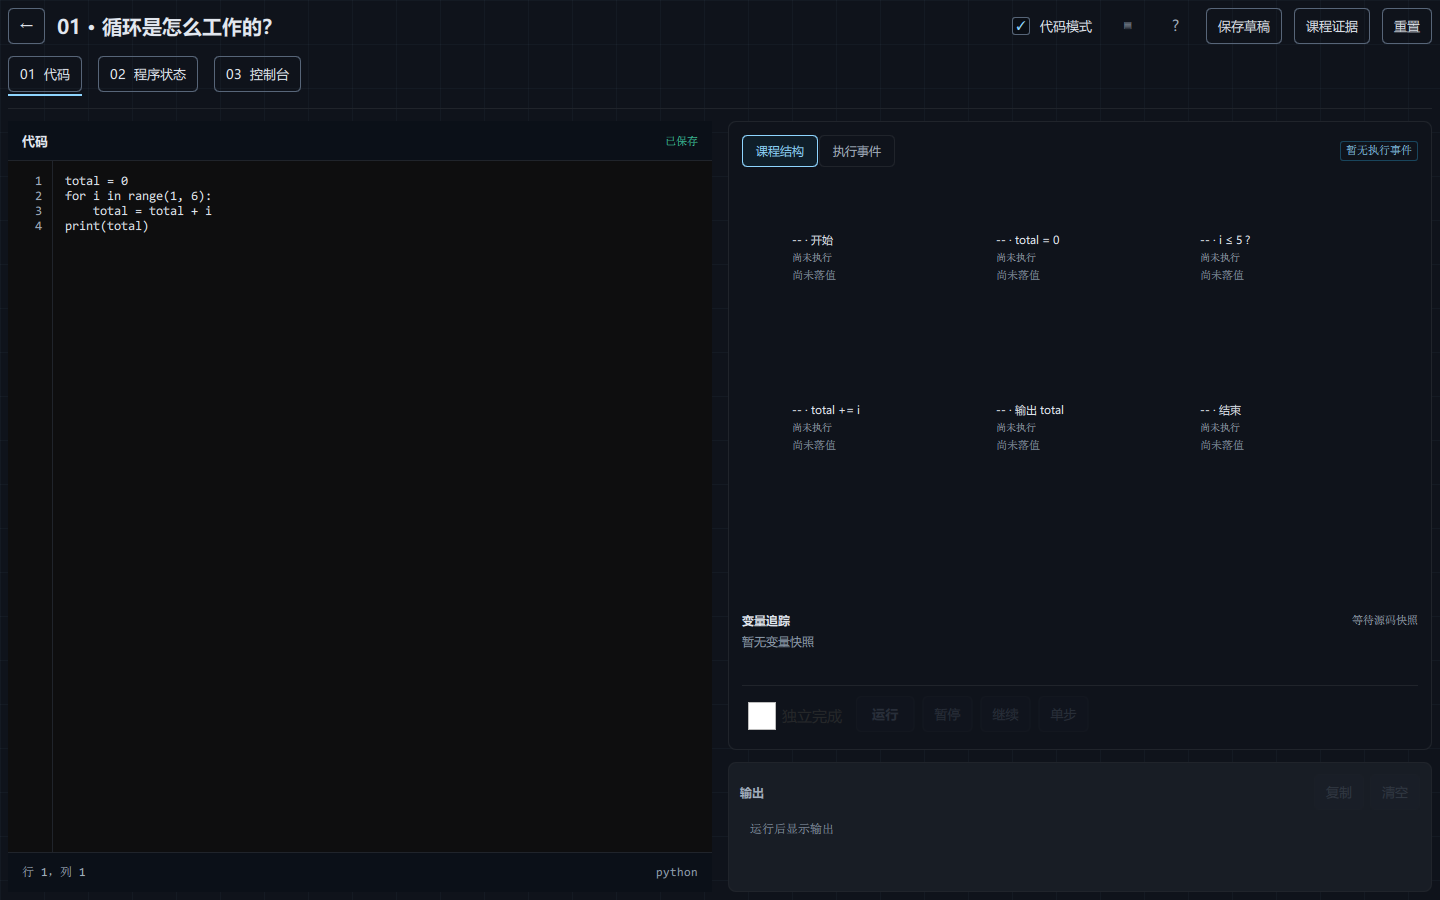 ← 01 • 循环是怎么工作的? ✓ 代码模式 ≡ ? 保存草稿 课程证据 重置
01 代码 02 程序状态 03 控制台
代码 已保存
1 total = 0
2 for i in range(1, 6):
3     total = total + i
4 print(total)
行 1, 列 1 python
课程结构 执行事件 暂无执行事件
-- · 开始 -- · total = 0 -- · i ≤ 5 ?
尚未执行 尚未执行 尚未执行
尚未落值 尚未落值 尚未落值
-- · total += i -- · 输出 total -- · 结束
尚未执行 尚未执行 尚未执行
尚未落值 尚未落值 尚未落值
变量追踪 等待源码快照
暂无变量快照
独立完成 运行 暂停 继续 单步
输出 复制 清空
运行后显示输出